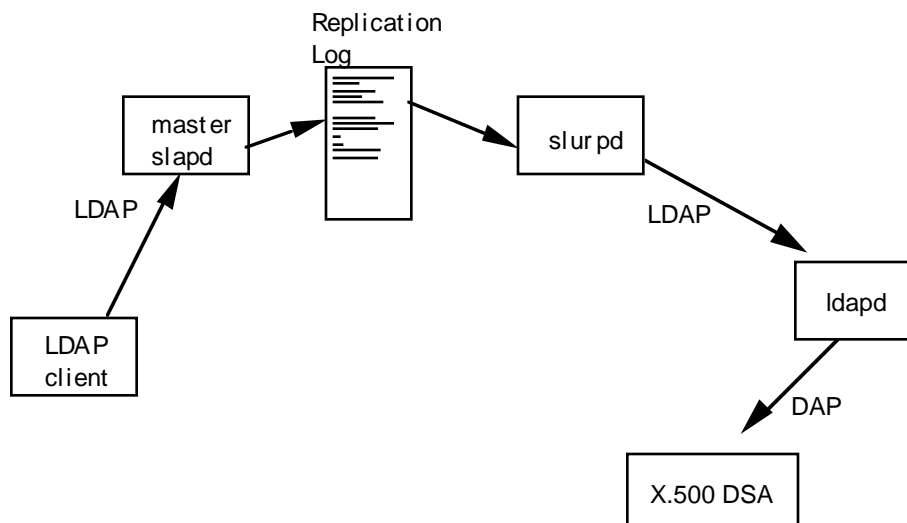 Replication
Log
master
slapd
slurpd
LDAP
LDAP
ldapd
LDAP
client
DAP
X.500 DSA